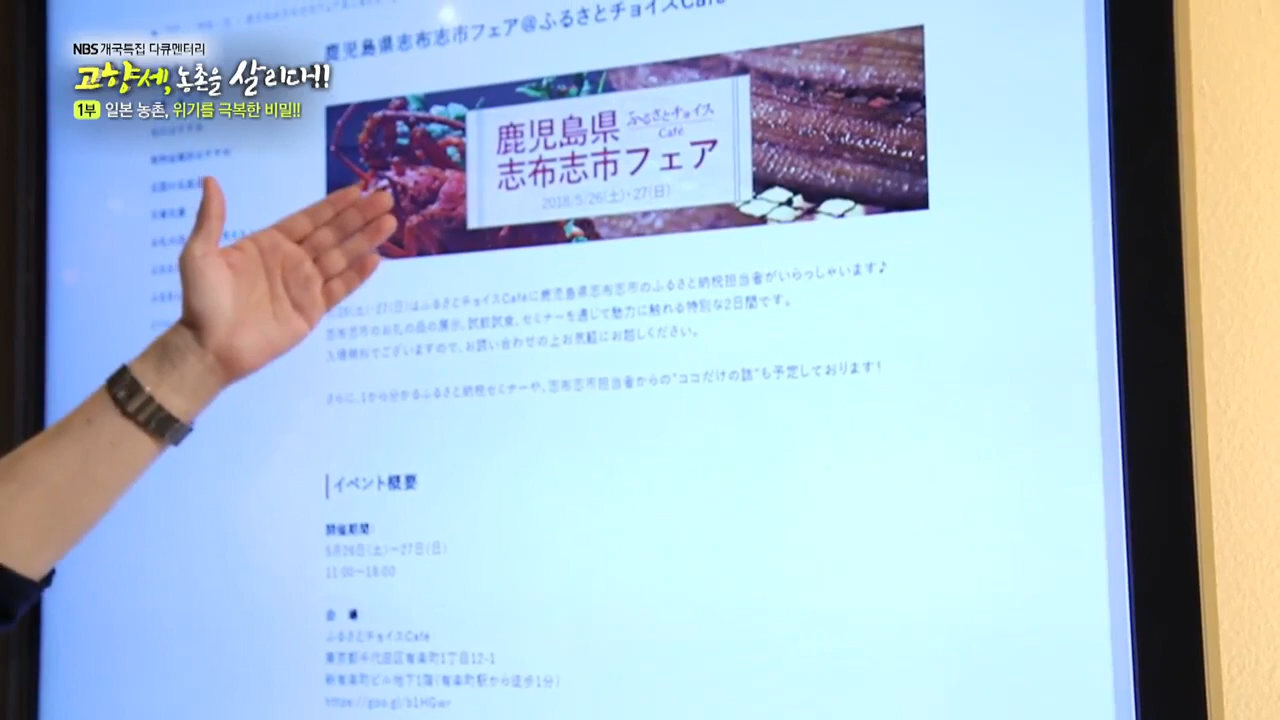 NBS 개국특집 다큐멘터리
고향세, 농촌을 살리다!!
1부 일본 농촌, 위기를 극복한 비밀!!
鹿児島県志布志市フェア@ふるさとチョイスCafe
鹿児島県 ふるさとチョイス
Cafe
志布志市フェア
2018/5/26(土)・27(日)
26(土)・27(日)はふるさとチョイスCafeに鹿児島県志布志市のふるさと納税担当者がいらっしゃいます♪
志布志市のお礼の品の展示、試飲試食、セミナーを通じて魅力に触れる特別な2日間です。
入場無料でございますので、お誘い合わせの上お気軽にお越しください。
さらに、1から分かるふるさと納税セミナーや、志布志市担当者からの"ココだけの話"も予定しております！
イベント概要
開催期間:
5月26日(土)～27日(日)
11:00～18:00
会 場
ふるさとチョイスCafe
東京都千代田区有楽町1丁目12-1
新有楽町ビル地下1階(有楽町駅から徒歩1分)
https://goo.gl/b1HGwr